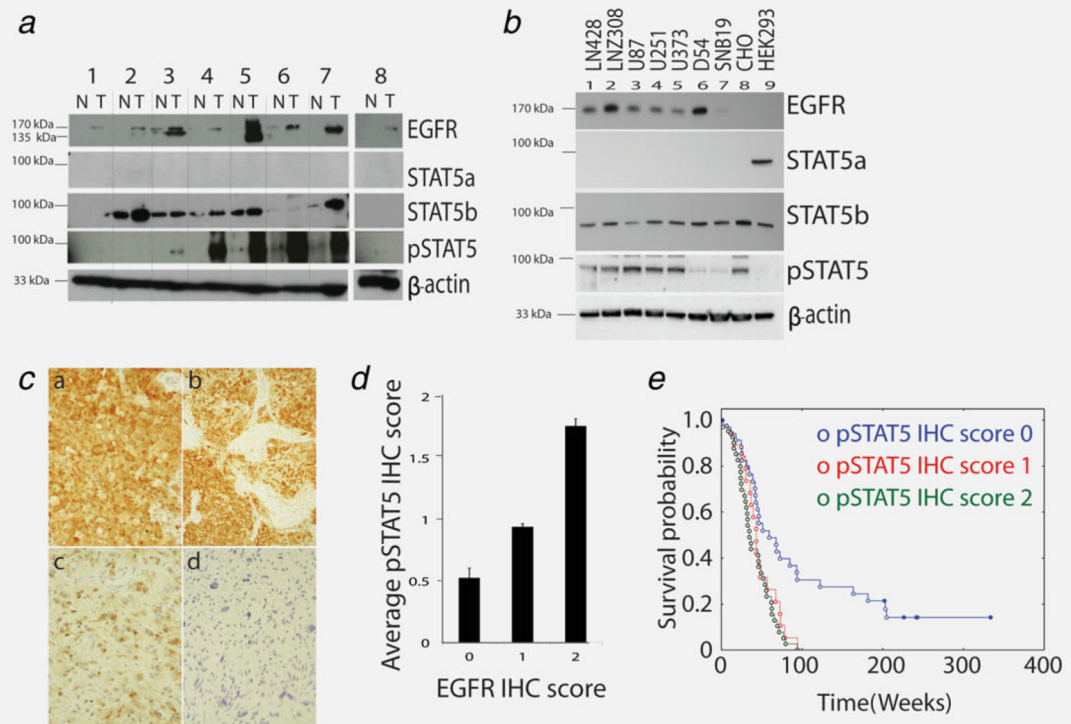 a
1 2 3 4 5 6 7 8
N T N T N T N T N T N T N T N T
170 kDa
135 kDa
EGFR
100 kDa
STAT5a
100 kDa
STAT5b
100 kDa
pSTAT5
33 kDa
β-actin
b
LN428
LNZ308
U87
U251
U373
D54
SNB19
CHO
HEK293
1 2 3 4 5 6 7 8 9
170 kDa
EGFR
100 kDa
STAT5a
100 kDa
STAT5b
100 kDa
pSTAT5
33 kDa
β-actin
c
a
b
c
d
d
Average pSTAT5 IHC score
2
1
1
0.5
0
0 1 2
EGFR IHC score
e
Survival probability
1.0
0.8
0.6
0.4
0.2
0
o pSTAT5 IHC score 0
o pSTAT5 IHC score 1
o pSTAT5 IHC score 2
0 100 200 300 400
Time(Weeks)